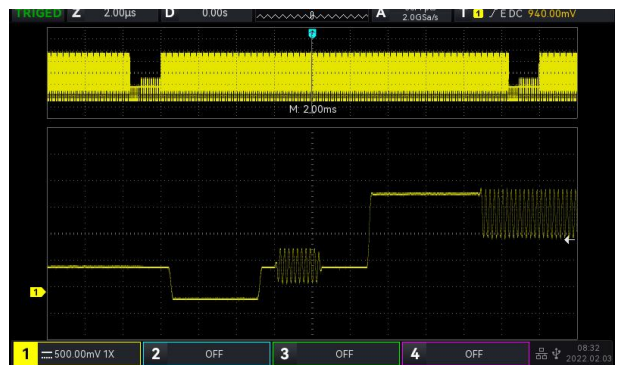 TRIGED Z 2.00μs D 0.00s A 2.0GSa/s T 1 E DC 940.00mV
M: 2.00ms
1
1 500.00mV 1X 2 OFF 3 OFF 4 OFF 08:32
2022.02.03